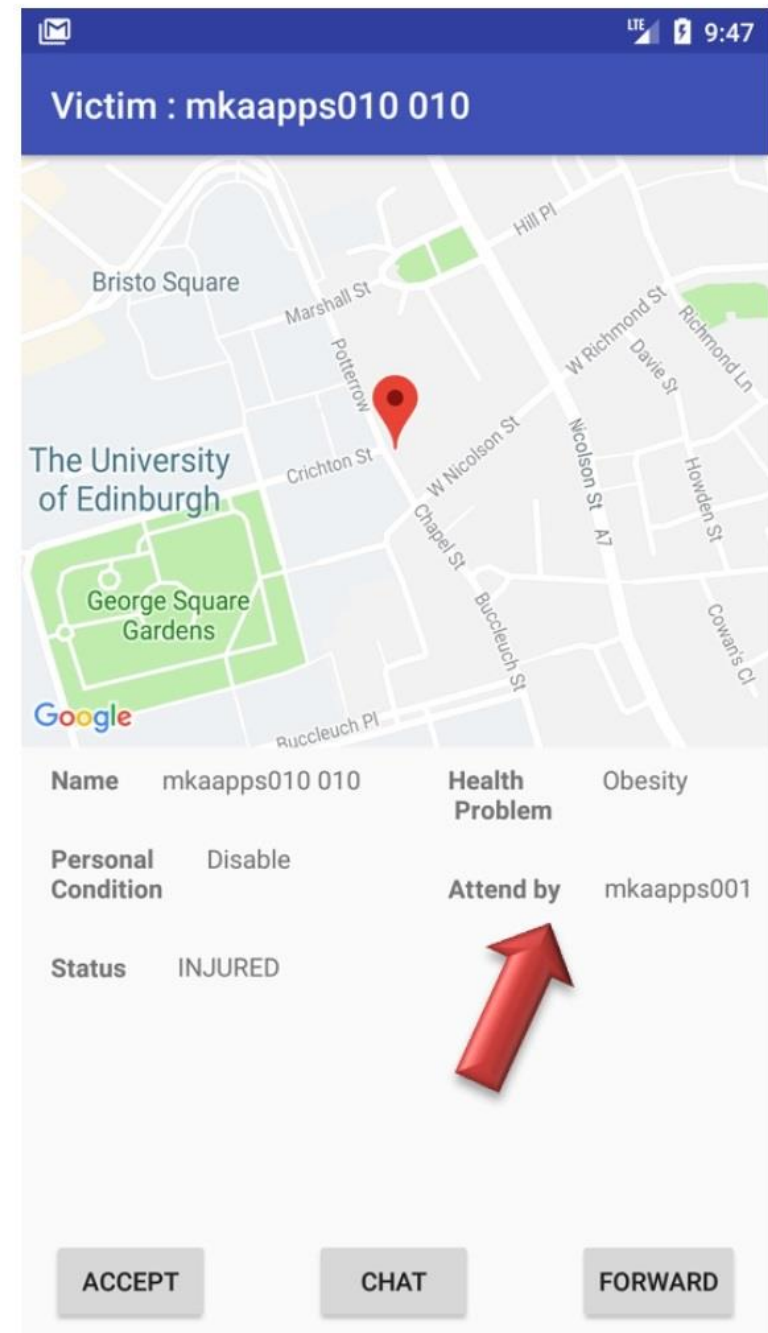 LTE 9:47
Victim : mkaapps010 010
Hill Pl
Bristo Square
Marshall St
W Richmond St
Richmond Ln
Potterrow
Davie St
The University
of Edinburgh
Crichton St
W Nicolson St
Nicolson St A7
Howden St
Chapel St
George Square
Gardens
Buccleuch St
Cowan's Cl
Google
Buccleuch Pl
Name mkaapps010 010
Health
Problem
Obesity
Personal
Condition
Disable
Attend by mkaapps001
Status INJURED
ACCEPT CHAT FORWARD